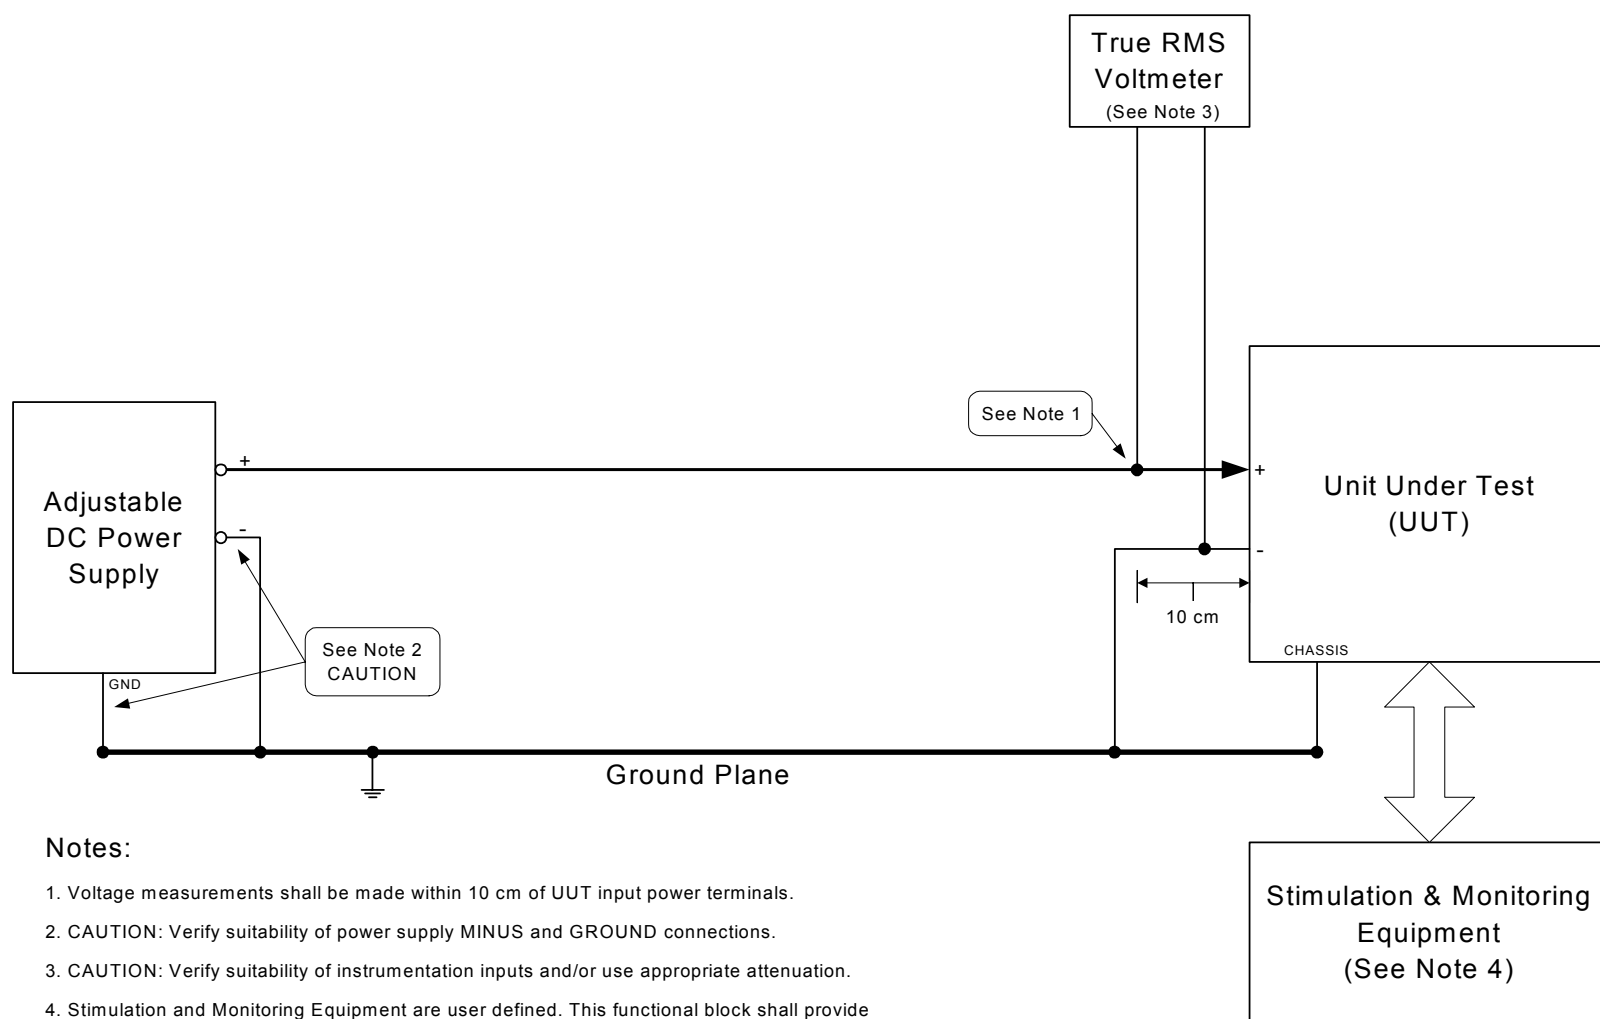 True RMS
Voltmeter
(See Note 3)
See Note 1
+
+
Adjustable
DC Power
Supply
-
Unit Under Test
(UUT)
-
10 cm
See Note 2
CAUTION
CHASSIS
GND
Ground Plane
Notes:
1. Voltage measurements shall be made within 10 cm of UUT input power terminals.
2. CAUTION: Verify suitability of power supply MINUS and GROUND connections.
3. CAUTION: Verify suitability of instrumentation inputs and/or use appropriate attenuation.
4. Stimulation and Monitoring Equipment are user defined. This functional block shall provide
Stimulation & Monitoring
Equipment
(See Note 4)